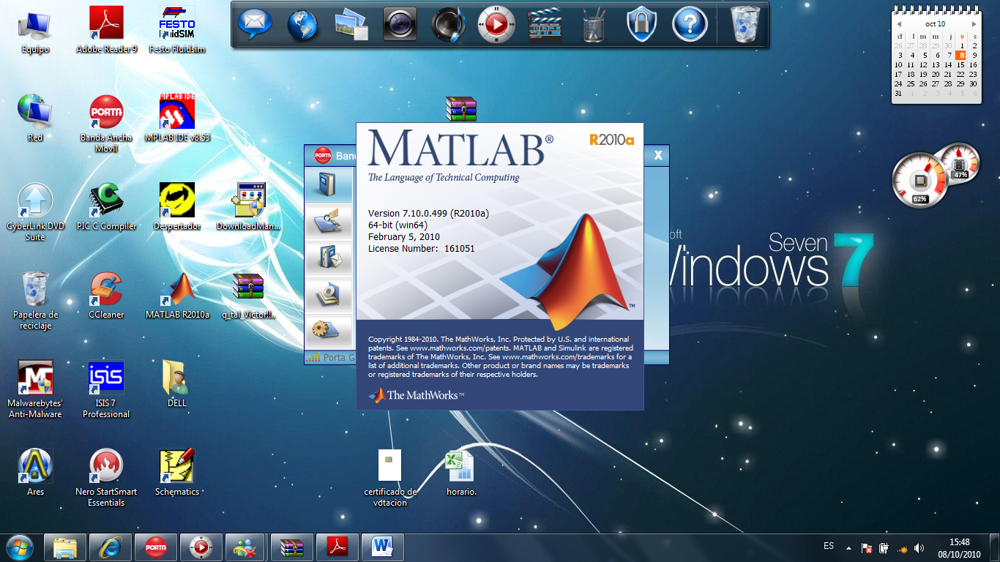 Equipo
Adobe Reader 9
FESTO
FluidSIM
Festo Fluidsim
oct 10
d l m m j v s
26 27 28 29 30 1 2
3 4 5 6 7 8 9
10 11 12 13 14 15 16
17 18 19 20 21 22 23
24 25 26 27 28 29 30
31 1 2 3 4 5 6
Red
PORTA
Banda Ancha
Movil
MPLAB IDE
MPLAB IDE v8.53
47%
62%
CyberLink DVD
Suite
PIC C Compiler
Despertador
DownloadMan...
Papelera de
reciclaje
CCleaner
MATLAB R2010a
q_tal_Victor!!...
Malwarebytes'
Anti-Malware
ISIS
ISIS 7
Professional
DELL
Ares
Nero StartSmart
Essentials
Schematics
PORTA
Ban
X
Porta G
MATLAB®
R2010a
The Language of Technical Computing
Version 7.10.0.499 (R2010a)
64-bit (win64)
February 5, 2010
License Number: 161051
TM
Copyright 1984-2010. The MathWorks, Inc. Protected by U.S. and international
patents. See www.mathworks.com/patents. MATLAB and Simulink are registered
trademarks of The MathWorks, Inc. See www.mathworks.com/trademarks for a
list of additional trademarks. Other product or brand names may be trademarks
or registered trademarks of their respective holders.
The MathWorks™
soft
Windows Seven 7
certificado de
votacion
horario.
PORTA
ES
15:48
08/10/2010